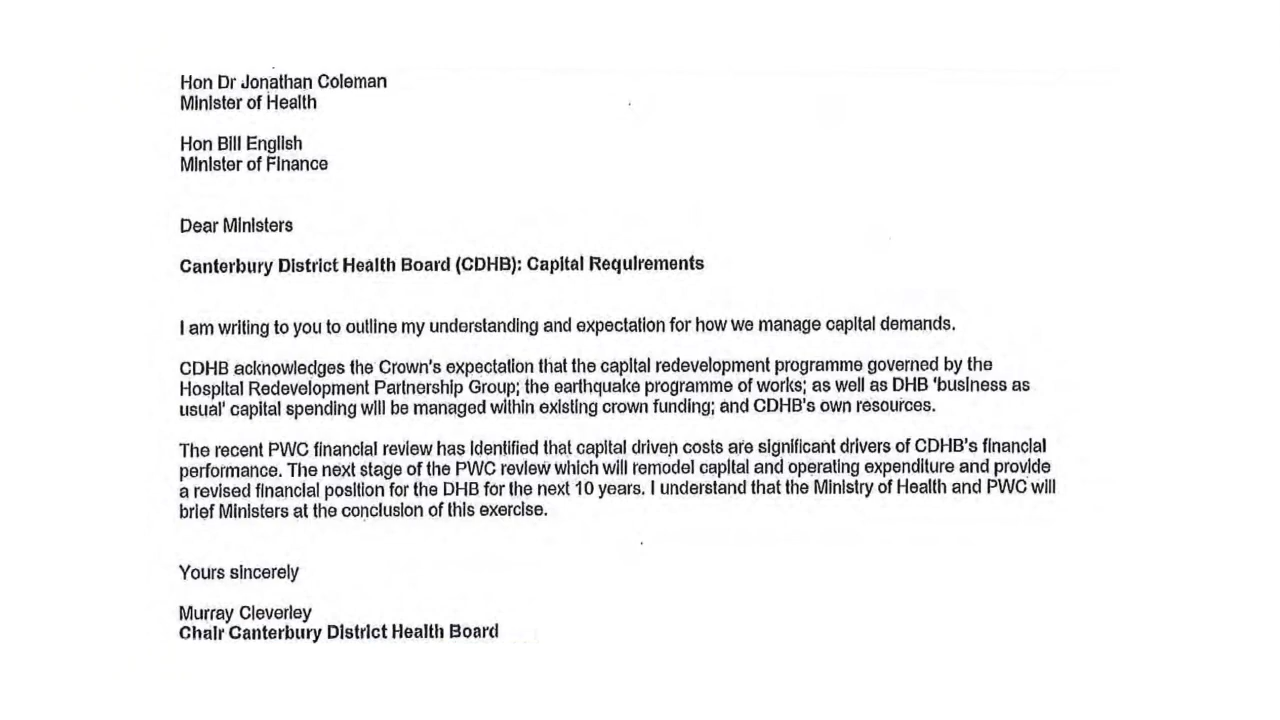 Hon Dr Jonathan Coleman
Minister of Health
Hon Bill English
Minister of Finance
Dear Ministers
Canterbury District Health Board (CDHB): Capital Requirements
I am writing to you to outline my understanding and expectation for how we manage capital demands.
CDHB acknowledges the Crown's expectation that the capital redevelopment programme governed by the
Hospital Redevelopment Partnership Group; the earthquake programme of works; as well as DHB 'business as
usual' capital spending will be managed within existing crown funding; and CDHB's own resources.
The recent PWC financial review has identified that capital driven costs are significant drivers of CDHB's financial
performance. The next stage of the PWC review which will remodel capital and operating expenditure and provide
a revised financial position for the DHB for the next 10 years. I understand that the Ministry of Health and PWC will
brief Ministers at the conclusion of this exercise.
Yours sincerely
Murray Cleverley
Chair Canterbury District Health Board